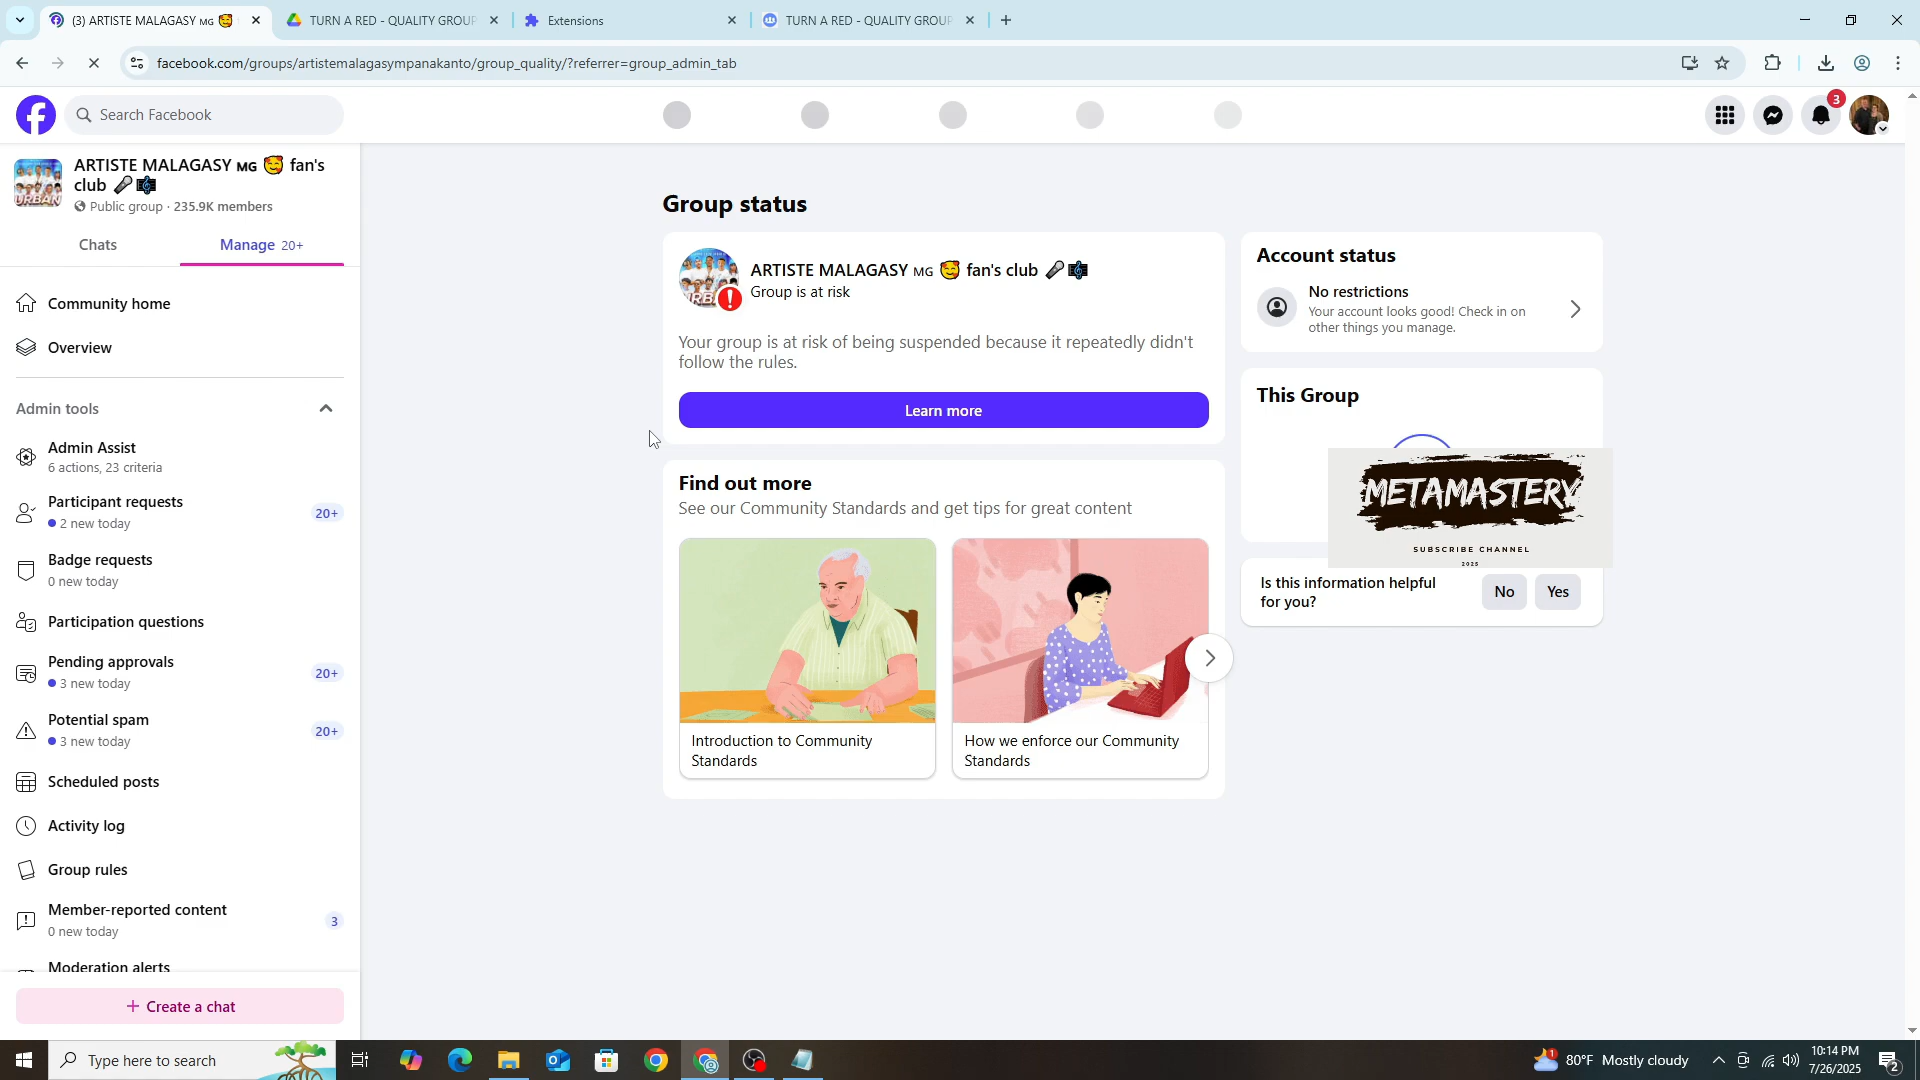 (3) ARTISTE MALAGASY MG 🥰
TURN A RED - QUALITY GROUP
Extensions
TURN A RED - QUALITY GROUP
facebook.com/groups/artistemalagasympanakanto/group_quality/?referrer=group_admin_tab
Search Facebook
3
ARTISTE MALAGASY MG 🥰 fan's
club 🎤🎼
Public group · 235.9K members
Chats
Manage 20+
Community home
Overview
Admin tools
Admin Assist
6 actions, 23 criteria
Participant requests
2 new today
20+
Badge requests
0 new today
Participation questions
Pending approvals
3 new today
20+
Potential spam
3 new today
20+
Scheduled posts
Activity log
Group rules
Member-reported content
0 new today
3
Moderation alerts
+ Create a chat
Group status
ARTISTE MALAGASY MG 🥰 fan's club 🎤🎼
Group is at risk
Your group is at risk of being suspended because it repeatedly didn't
follow the rules.
Learn more
Find out more
See our Community Standards and get tips for great content
Introduction to Community
Standards
How we enforce our Community
Standards
Account status
No restrictions
Your account looks good! Check in on
other things you manage.
This Group
METAMASTERY
SUBSCRIBE CHANNEL
2025
Is this information helpful
for you?
No
Yes
Type here to search
80°F Mostly cloudy
10:14 PM
7/26/2025
2